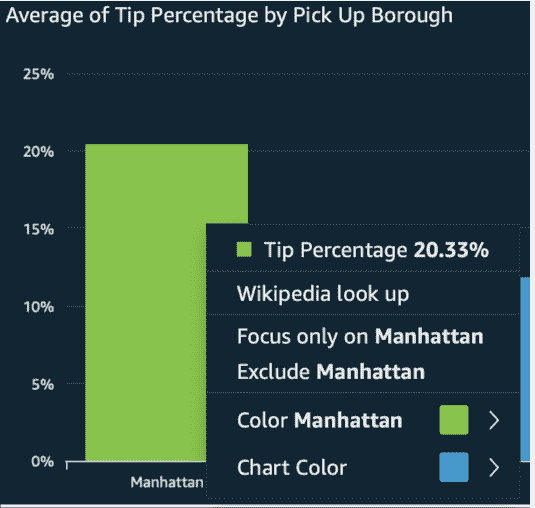 Average of Tip Percentage by Pick Up Borough
25%
20%
15%
10%
5%
0%
Manhattan
Tip Percentage 20.33%
Wikipedia look up
Focus only on Manhattan
Exclude Manhattan
Color Manhattan
Chart Color